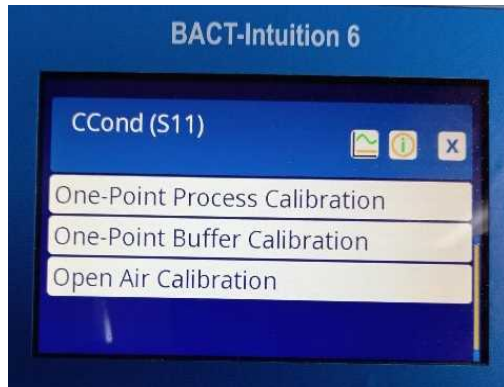 BACT-Intuition 6
CCond (S11)
X
One-Point Process Calibration
One-Point Buffer Calibration
Open Air Calibration